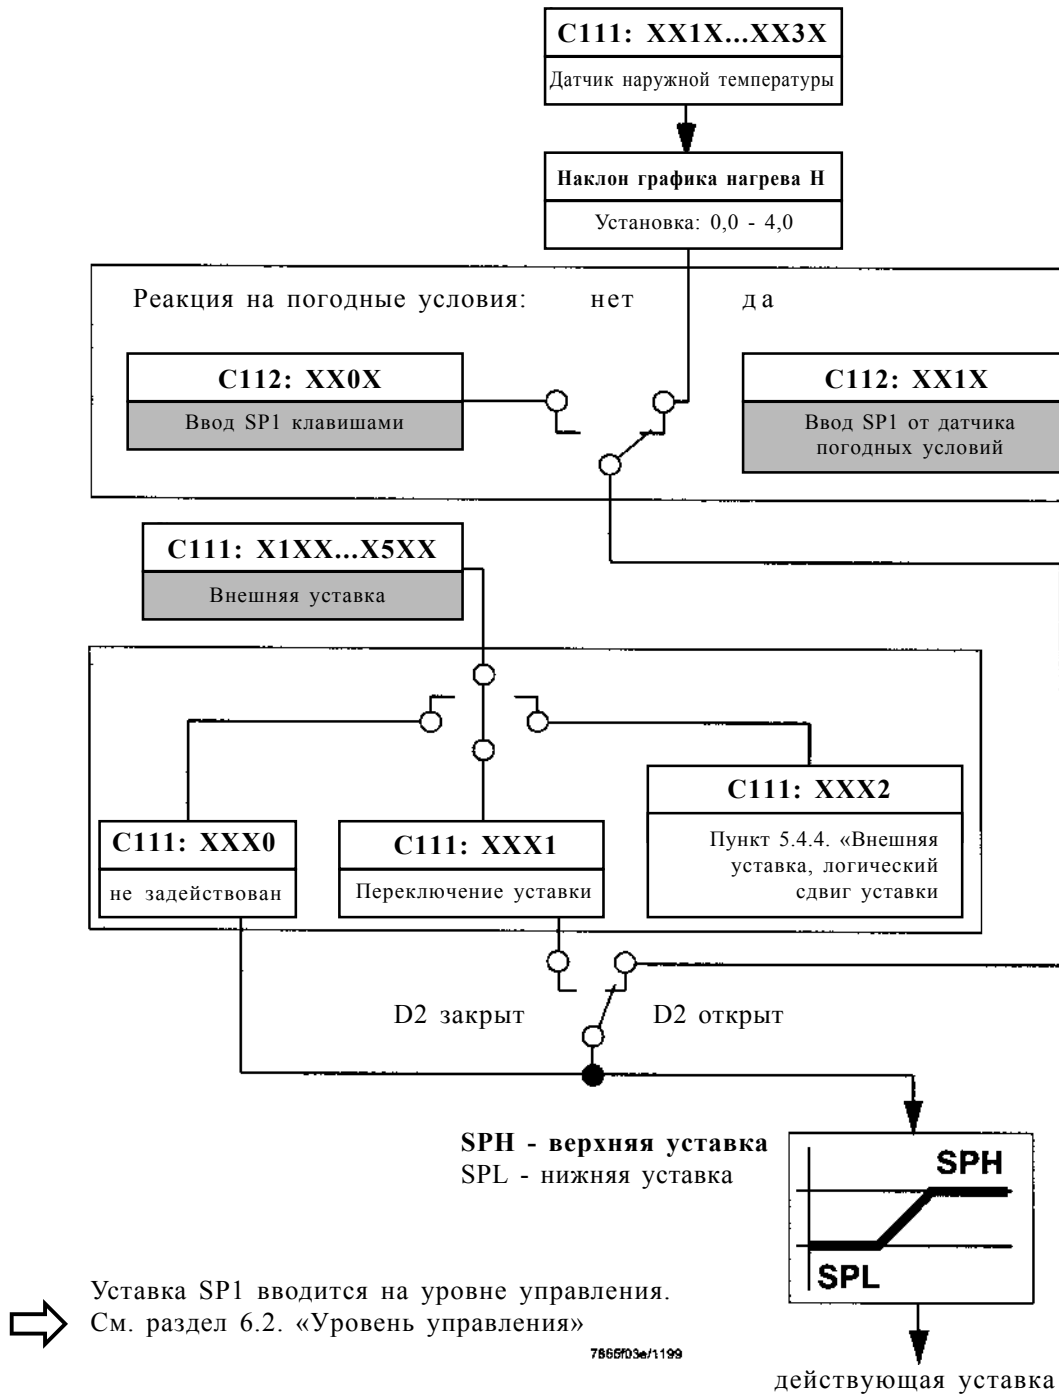 C111: XX1X...XX3X
Датчик наружной температуры
Наклон графика нагрева H
Установка: 0,0 - 4,0
Реакция на погодные условия: нет да
C112: XX0X
Ввод SP1 клавишами
C112: XX1X
Ввод SP1 от датчика
погодных условий
C111: X1XX...X5XX
Внешняя уставка
C111: XXX0
не задействован
C111: XXX1
Переключение уставки
C111: XXX2
Пункт 5.4.4. «Внешняя
уставка, логический
сдвиг уставки
D2 закрыт
D2 открыт
SPH - верхняя уставка
SPL - нижняя уставка
SPH
SPL
Уставка SP1 вводится на уровне управления.
См. раздел 6.2. «Уровень управления»
7865f03e/1199
действующая уставка